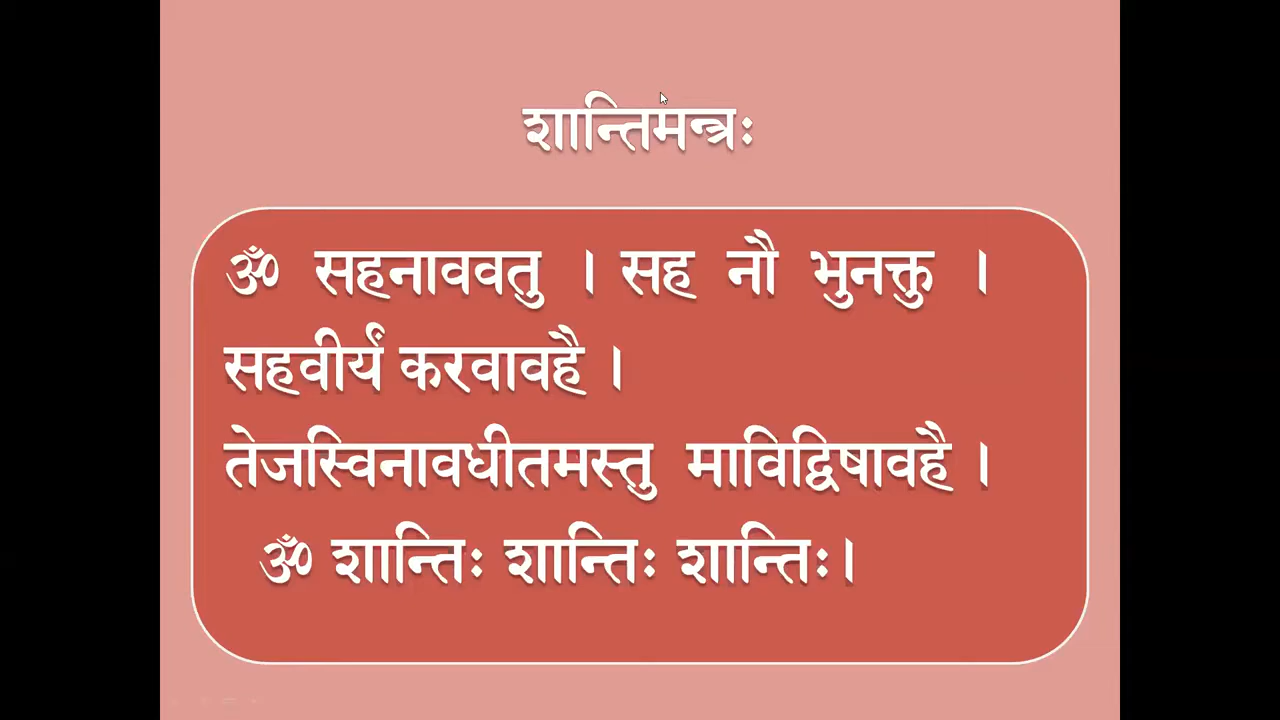 शान्तिमन्त्रः
ॐ सहनाववतु । सह नौ भुनक्तु ।
सहवीर्यं करवावहै ।
तेजस्विनावधीतमस्तु माविद्विषावहै ।
ॐ शान्तिः शान्तिः शान्तिः।